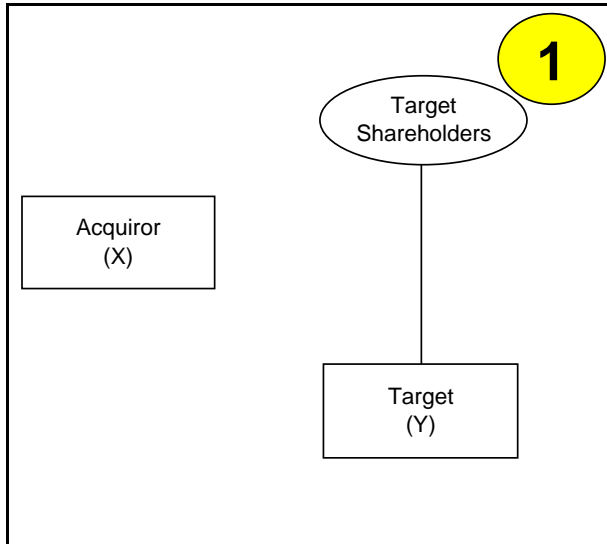 1
Target
Shareholders
Acquiror
(X)
Target
(Y)